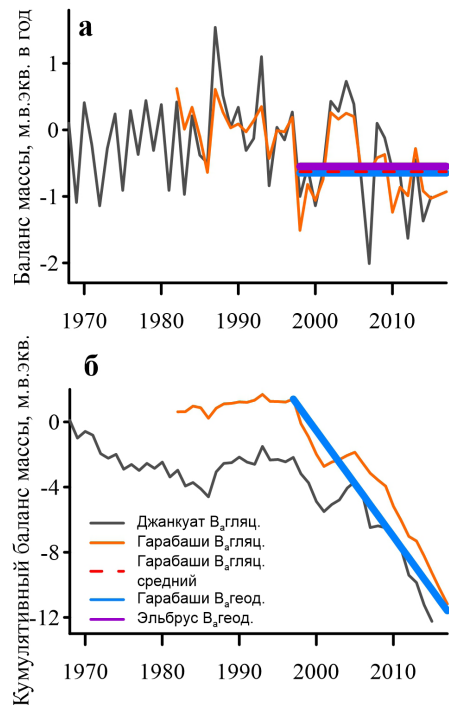 а
Баланс массы, м.в.экв. в год
1
0
-1
-2
1970 1980 1990 2000 2010
б
Кумулятивный баланс массы, м.в.экв.
0
-4
-8
-12
Джанкуат Bₐгляц.
Гарабаши Bₐгляц.
Гарабаши Bₐгляц.
средний
Гарабаши Bₐгеод.
Эльбрус Bₐгеод.
1970 1980 1990 2000 2010